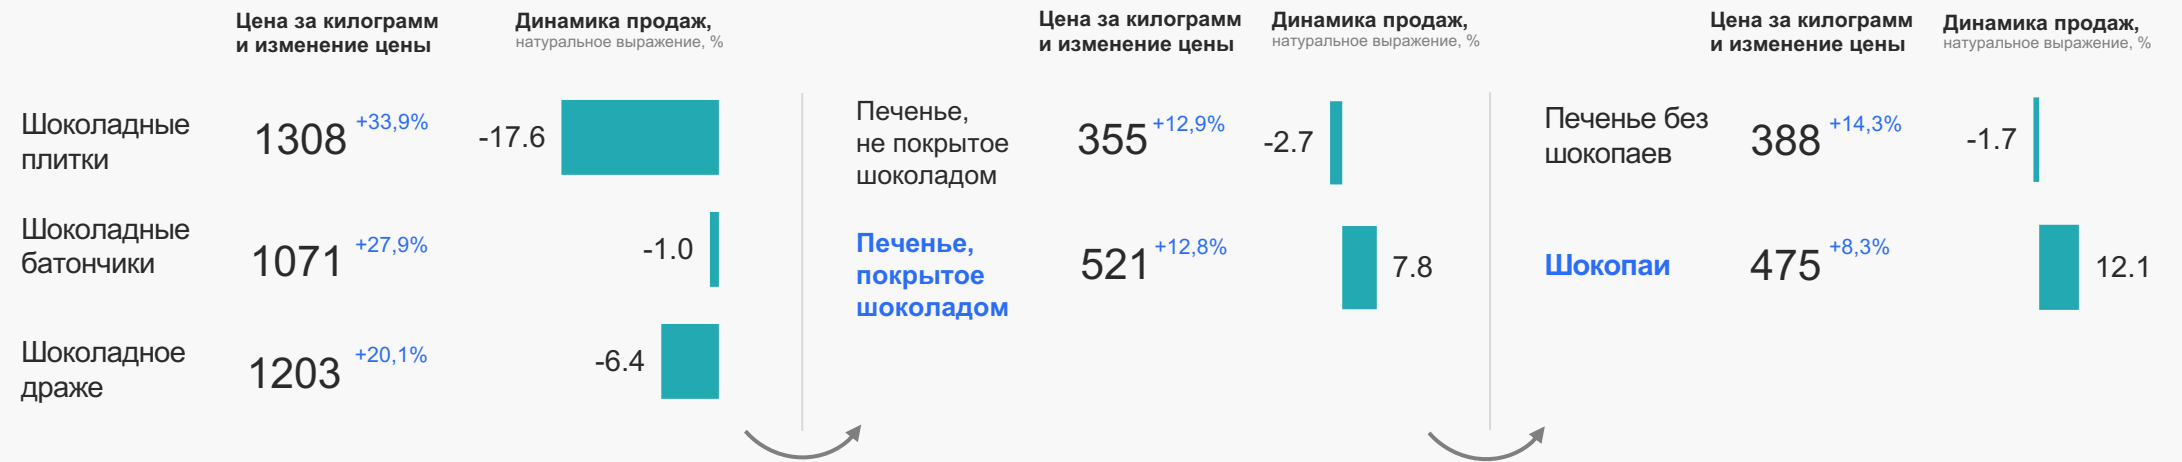 Цена за килограмм
и изменение цены
Динамика продаж,
натуральное выражение, %
Шоколадные
плитки
1308 +33,9%
-17.6
Шоколадные
батончики
1071 +27,9%
-1.0
Шоколадное
драже
1203 +20,1%
-6.4
Цена за килограмм
и изменение цены
Динамика продаж,
натуральное выражение, %
Печенье,
не покрытое
шоколадом
355 +12,9%
-2.7
Печенье,
покрытое
шоколадом
521 +12,8%
7.8
Цена за килограмм
и изменение цены
Динамика продаж,
натуральное выражение, %
Печенье без
шокопаев
388 +14,3%
-1.7
Шокопаи
475 +8,3%
12.1